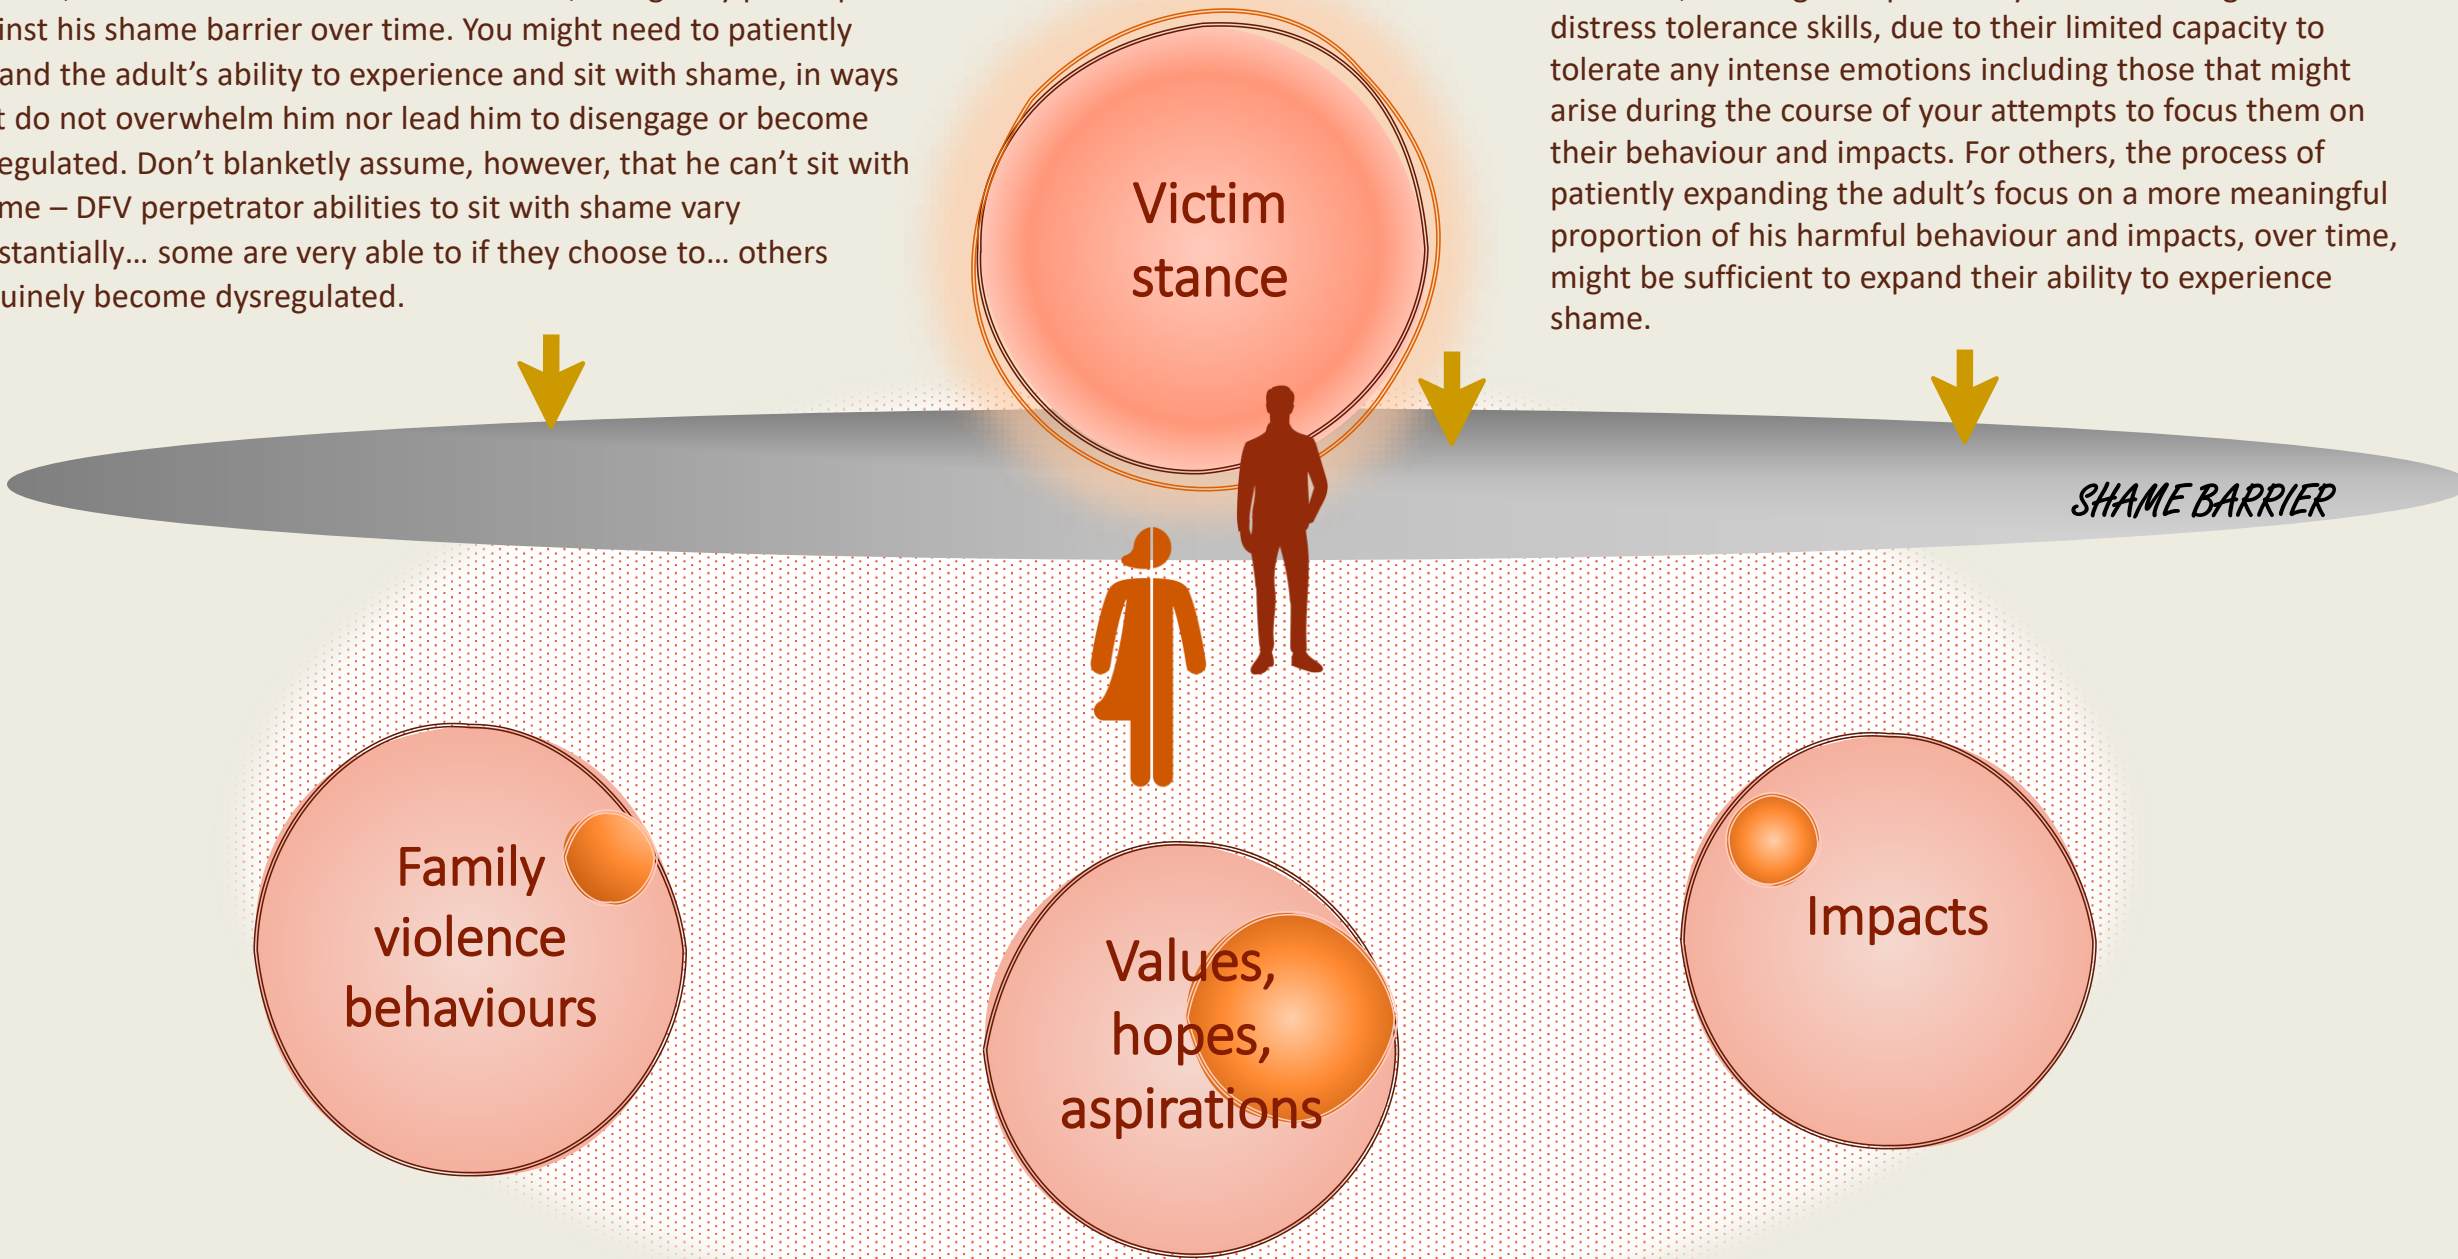 against his shame barrier over time. You might need to patiently
expand the adult's ability to experience and sit with shame, in ways
that do not overwhelm him nor lead him to disengage or become
dysregulated. Don't blanketly assume, however, that he can't sit with
shame – DFV perpetrator abilities to sit with shame vary
substantially… some are very able to if they choose to… others
genuinely become dysregulated.
distress tolerance skills, due to their limited capacity to
tolerate any intense emotions including those that might
arise during the course of your attempts to focus them on
their behaviour and impacts. For others, the process of
patiently expanding the adult's focus on a more meaningful
proportion of his harmful behaviour and impacts, over time,
might be sufficient to expand their ability to experience
shame.
Victim
stance
SHAME BARRIER
Family
violence
behaviours
Values,
hopes,
aspirations
Impacts